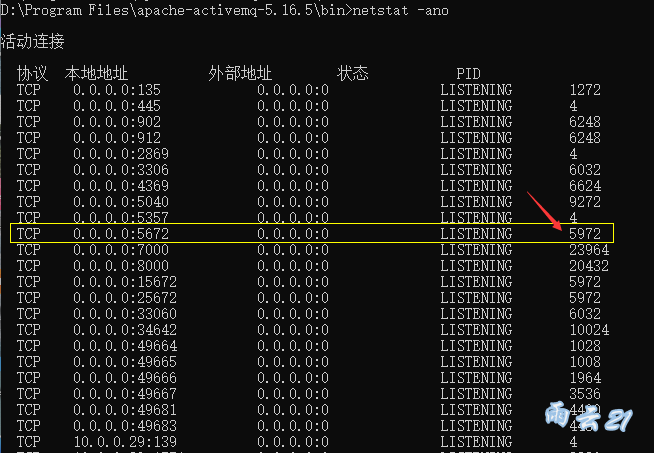 D:\Program Files\apache-activemq-5.16.5\bin>netstat -ano
活动连接
协议 本地地址 外部地址 状态 PID
TCP 0.0.0.0:135 0.0.0.0:0 LISTENING 1272
TCP 0.0.0.0:445 0.0.0.0:0 LISTENING 4
TCP 0.0.0.0:902 0.0.0.0:0 LISTENING 6248
TCP 0.0.0.0:912 0.0.0.0:0 LISTENING 6248
TCP 0.0.0.0:2869 0.0.0.0:0 LISTENING 4
TCP 0.0.0.0:3306 0.0.0.0:0 LISTENING 6032
TCP 0.0.0.0:4369 0.0.0.0:0 LISTENING 6624
TCP 0.0.0.0:5040 0.0.0.0:0 LISTENING 9272
TCP 0.0.0.0:5357 0.0.0.0:0 LISTENING 4
TCP 0.0.0.0:5672 0.0.0.0:0 LISTENING 5972
TCP 0.0.0.0:7000 0.0.0.0:0 LISTENING 23964
TCP 0.0.0.0:8000 0.0.0.0:0 LISTENING 20432
TCP 0.0.0.0:15672 0.0.0.0:0 LISTENING 5972
TCP 0.0.0.0:25672 0.0.0.0:0 LISTENING 5972
TCP 0.0.0.0:33060 0.0.0.0:0 LISTENING 6032
TCP 0.0.0.0:34642 0.0.0.0:0 LISTENING 10024
TCP 0.0.0.0:49664 0.0.0.0:0 LISTENING 1028
TCP 0.0.0.0:49665 0.0.0.0:0 LISTENING 1008
TCP 0.0.0.0:49666 0.0.0.0:0 LISTENING 1964
TCP 0.0.0.0:49667 0.0.0.0:0 LISTENING 3536
TCP 0.0.0.0:49681 0.0.0.0:0 LISTENING
TCP 0.0.0.0:49683 0.0.0.0:0 LISTENING
雨云21
TCP 10.0.0.29:139 0.0.0.0:0 LISTENING 4